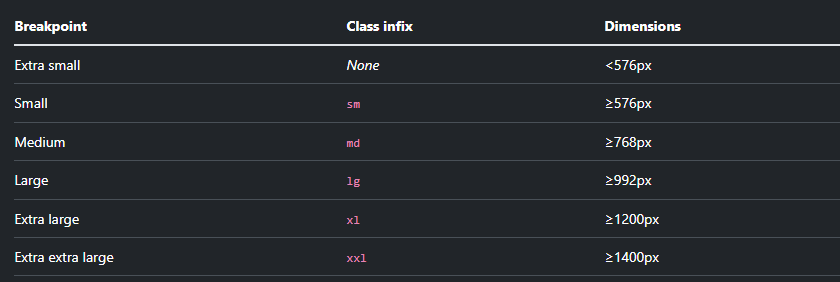 Breakpoint Class infix Dimensions
Extra small None <576px
Small sm ≥576px
Medium md ≥768px
Large lg ≥992px
Extra large xl ≥1200px
Extra extra large xxl ≥1400px